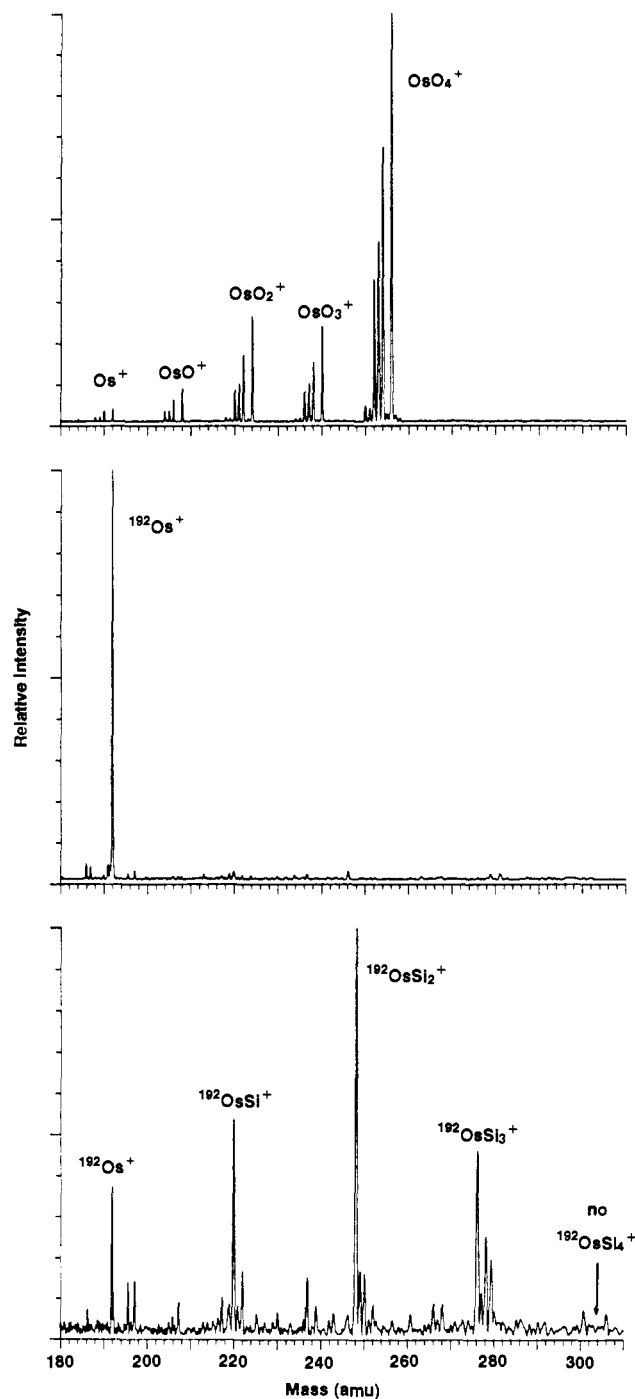 OsO₄⁺
OsO₂⁺
OsO₃⁺
OsO⁺
Os⁺
¹⁹²Os⁺
Relative Intensity
¹⁹²OsSi₂⁺
¹⁹²OsSi⁺
¹⁹²OsSi₃⁺
¹⁹²Os⁺
no
¹⁹²OsSi₄⁺
180 200 220 240 260 280 300
Mass (amu)